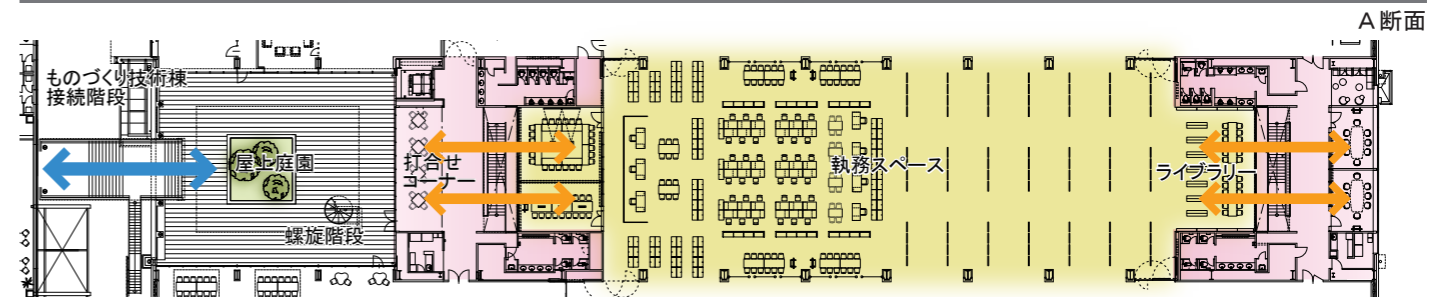 A断面
ものづくり技術棟
接続階段
屋上庭園
打合せ
コーナー
執務スペース
ライブラリー
螺旋階段